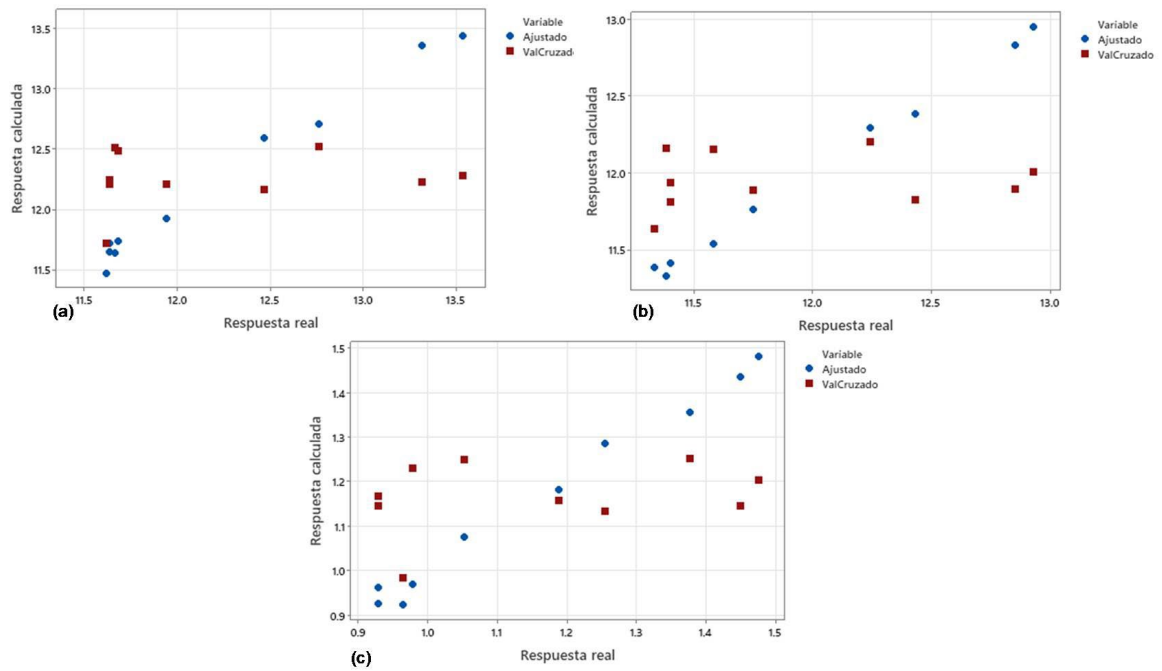 Variable
Ajustado
ValCruzado
Respuesta calculada
13.5
13.0
12.5
12.0
11.5
11.5 12.0 12.5 13.0 13.5
Respuesta real
(a)
Variable
Ajustado
ValCruzado
Respuesta calculada
13.0
12.5
12.0
11.5
11.5 12.0 12.5 13.0
Respuesta real
(b)
Variable
Ajustado
ValCruzado
Respuesta calculada
1.5
1.4
1.3
1.2
1.1
1.0
0.9
0.9 1.0 1.1 1.2 1.3 1.4 1.5
Respuesta real
(c)